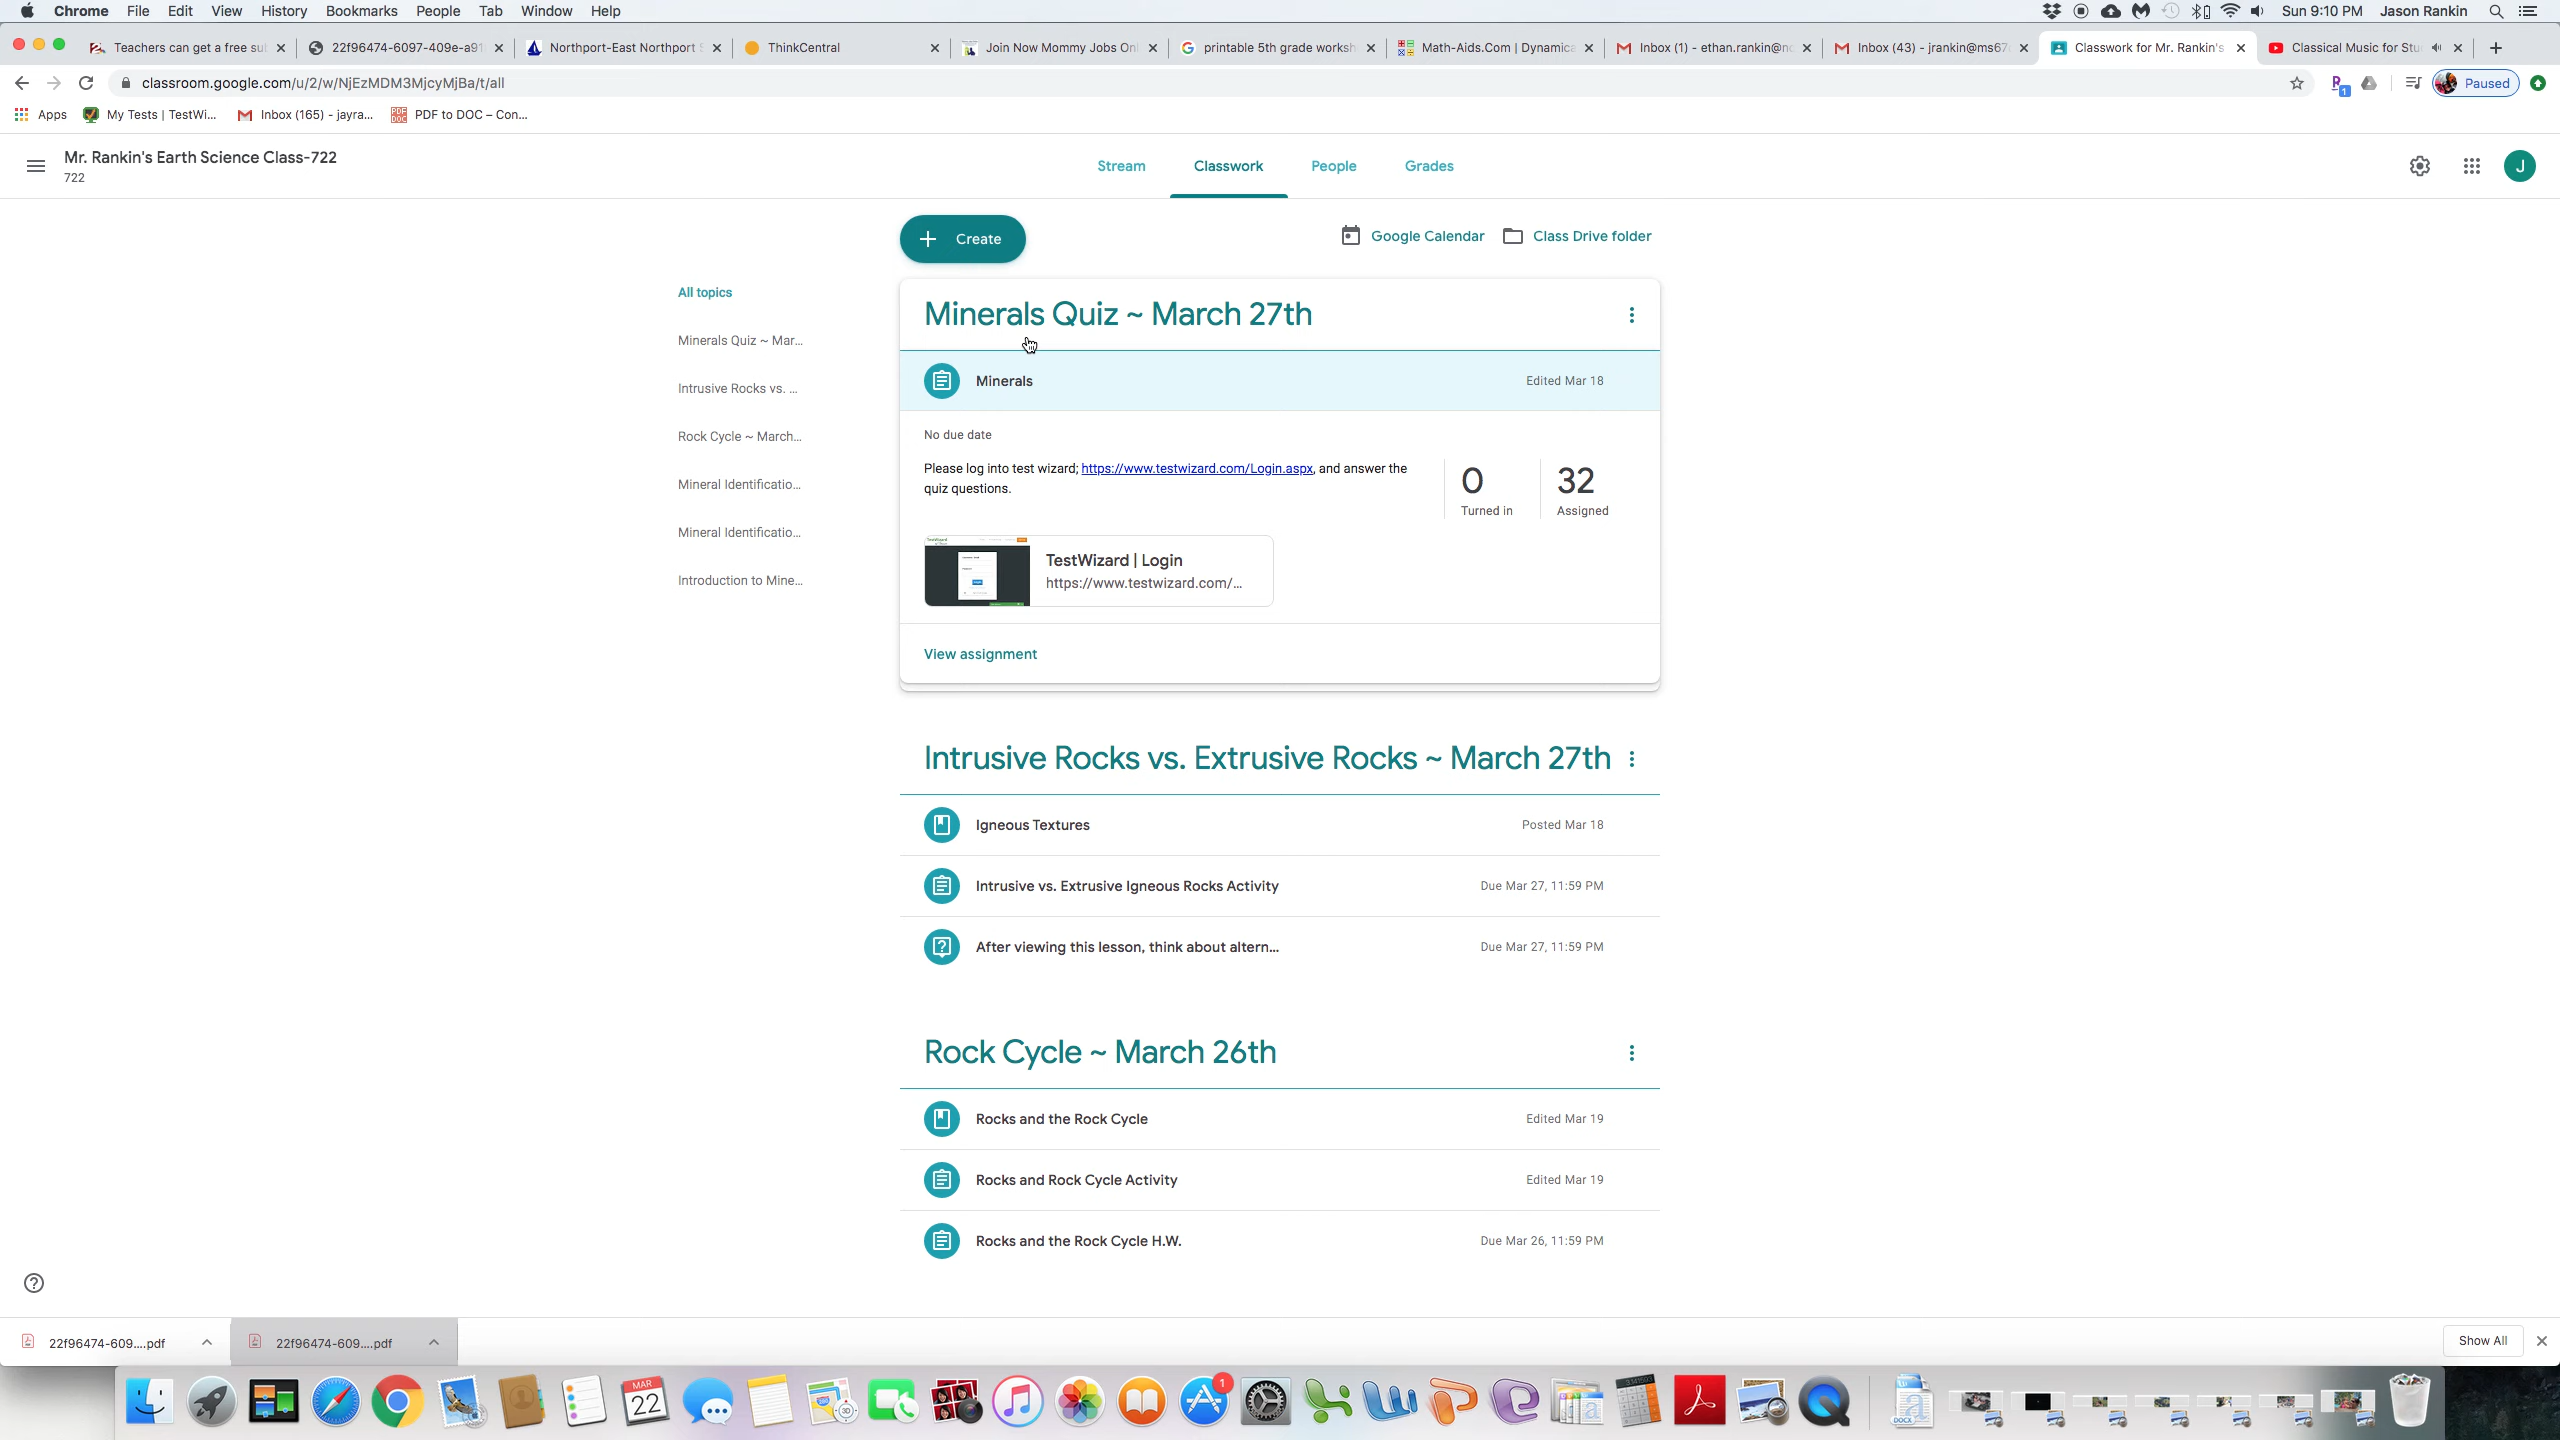 Chrome File Edit View History Bookmarks People Tab Window Help
Sun 9:10 PM Jason Rankin
Teachers can get a free su
22f96474-6097-409e-a91
Northport-East Northport S
ThinkCentral
Join Now Mommy Jobs Onl
printable 5th grade worksh
Math-Aids.Com | Dynamica
Inbox (1) - ethan.rankin@nc
Inbox (43) - jrankin@ms67
Classwork for Mr. Rankin's
Classical Music for Stu
classroom.google.com/u/2/w/NjEzMDM3MjcyMjBa/t/all
1
Paused
Apps
My Tests | TestWi...
Inbox (165) - jayra...
PDF to DOC – Con...
Mr. Rankin's Earth Science Class-722
722
Stream
Classwork
People
Grades
J
Create
Google Calendar
Class Drive folder
All topics
Minerals Quiz ~ Mar...
Intrusive Rocks vs. ...
Rock Cycle ~ March...
Mineral Identificatio...
Mineral Identificatio...
Introduction to Mine...
Minerals Quiz ~ March 27th
Minerals
Edited Mar 18
No due date
Please log into test wizard; https://www.testwizard.com/Login.aspx, and answer the
quiz questions.
0
Turned in
32
Assigned
TestWizard | Login
https://www.testwizard.com/...
View assignment
Intrusive Rocks vs. Extrusive Rocks ~ March 27th
Igneous Textures
Posted Mar 18
Intrusive vs. Extrusive Igneous Rocks Activity
Due Mar 27, 11:59 PM
After viewing this lesson, think about altern...
Due Mar 27, 11:59 PM
Rock Cycle ~ March 26th
Rocks and the Rock Cycle
Edited Mar 19
Rocks and Rock Cycle Activity
Edited Mar 19
Rocks and the Rock Cycle H.W.
Due Mar 26, 11:59 PM
22f96474-609....pdf
22f96474-609....pdf
Show All
MAR
22
1
DOCX